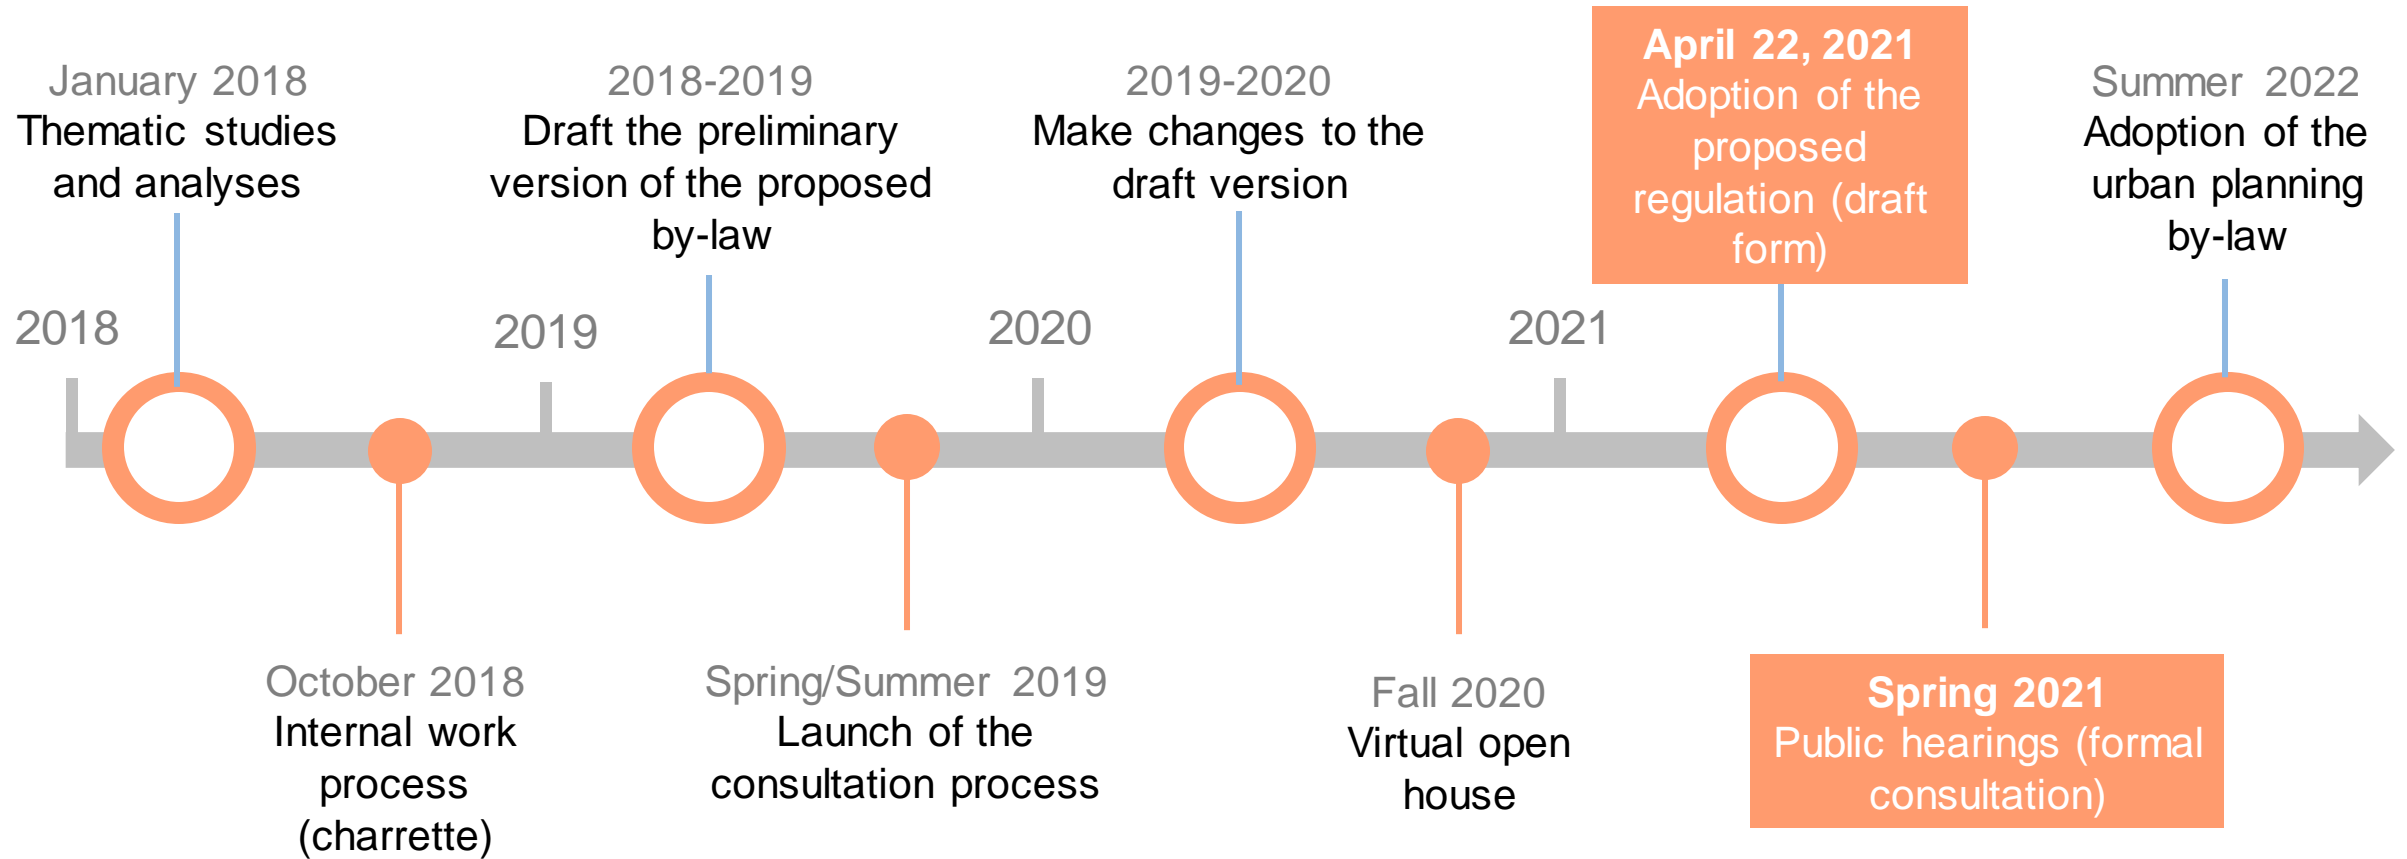 January 2018
Thematic studies
and analyses
2018-2019
Draft the preliminary
version of the proposed
by-law
2019-2020
Make changes to the
draft version
April 22, 2021
Adoption of the
proposed
regulation (draft
form)
Summer 2022
Adoption of the
urban planning
by-law
2018
2019
2020
2021
October 2018
Internal work
process
(charrette)
Spring/Summer 2019
Launch of the
consultation process
Fall 2020
Virtual open
house
Spring 2021
Public hearings (formal
consultation)